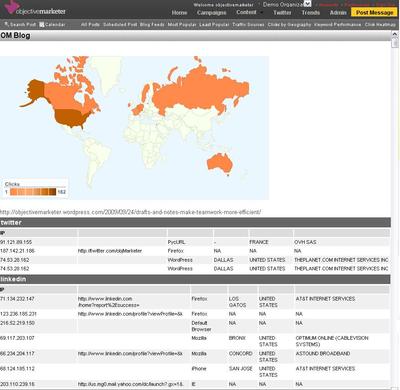 objectivemarketer
Welcome objectivemarketer
Demo Organiza
Home Campaigns Content Twitter Trends Admin Post Message
Search Post Calendar All Posts Scheduled Post Blog Feeds Most Popular Least Popular Traffic Sources Clicks by Geography Keyword Performance Click Heatmap
OM Blog
Clicks
1 162
http://objectivemarketer.wordpress.com/2009/09/24/drafts-and-notes-make-teamwork-more-efficient/
twitter
IP
91.121.89.155 PycURL - FRANCE OVH SAS
187.142.21.186 http://twitter.com/objMarketer Firefox NA NA NA
74.53.28.162 WordPress DALLAS UNITED STATES THEPLANET.COM INTERNET SERVICES INC
74.53.28.162 WordPress DALLAS UNITED STATES THEPLANET.COM INTERNET SERVICES INC
linkedin
IP
71.134.232.147 http://www.linkedin.com Firefox LOS UNITED AT&T INTERNET SERVICES
/home?report%2Esuccess= GATOS STATES
123.236.185.231 http://www.linkedin.com/profile?viewProfile=&k Firefox NA NA NA
216.52.219.150 Default NA NA NA
Browser
69.117.203.107 http://www.linkedin.com/profile?viewProfile=&k Mozilla BRONX UNITED OPTIMUM ONLINE (CABLEVISION
STATES SYSTEMS)
66.234.204.117 http://www.linkedin.com/profile?viewProfile=&k Mozilla CONCORD UNITED ASTOUND BROADBAND
STATES
68.124.185.112 iPhone SAN JOSE UNITED AT&T INTERNET SERVICES
STATES
203.110.239.16 IE NA NA NA